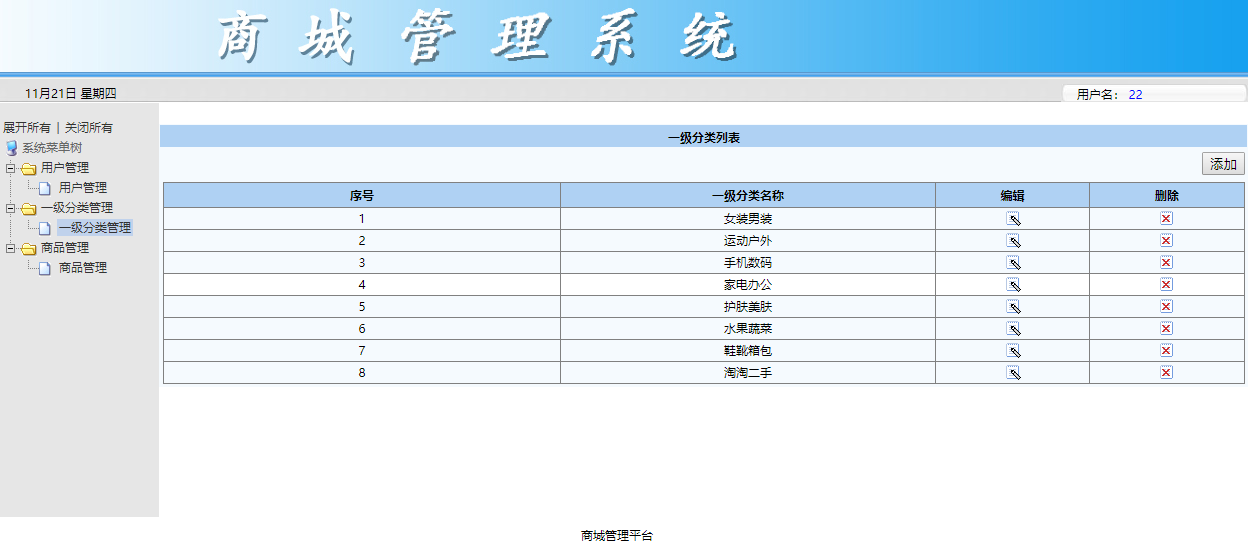 商城管理系统
11月21日 星期四
用户名： 22
展开所有 | 关闭所有
系统菜单树
用户管理
用户管理
一级分类管理
一级分类管理
商品管理
商品管理
一级分类列表
添加
序号 一级分类名称 编辑 删除
1 女装男装
2 运动户外
3 手机数码
4 家电办公
5 护肤美肤
6 水果蔬菜
7 鞋靴箱包
8 淘淘二手
商城管理平台